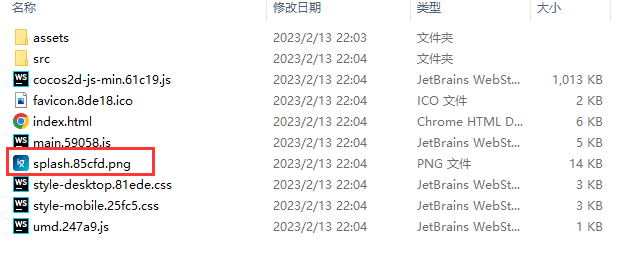 名称 修改日期 类型 大小
assets 2023/2/13 22:03 文件夹
src 2023/2/13 22:04 文件夹
cocos2d-js-min.61c19.js 2023/2/13 22:04 JetBrains WebSt... 1,013 KB
favicon.8de18.ico 2023/2/13 22:04 ICO 文件 2 KB
index.html 2023/2/13 22:04 Chrome HTML D... 6 KB
main.59058.js 2023/2/13 22:04 JetBrains WebSt... 5 KB
splash.85cfd.png 2023/2/13 22:04 PNG 文件 14 KB
style-desktop.81ede.css 2023/2/13 22:04 JetBrains WebSt... 3 KB
style-mobile.25fc5.css 2023/2/13 22:04 JetBrains WebSt... 3 KB
umd.247a9.js 2023/2/13 22:04 JetBrains WebSt... 1 KB